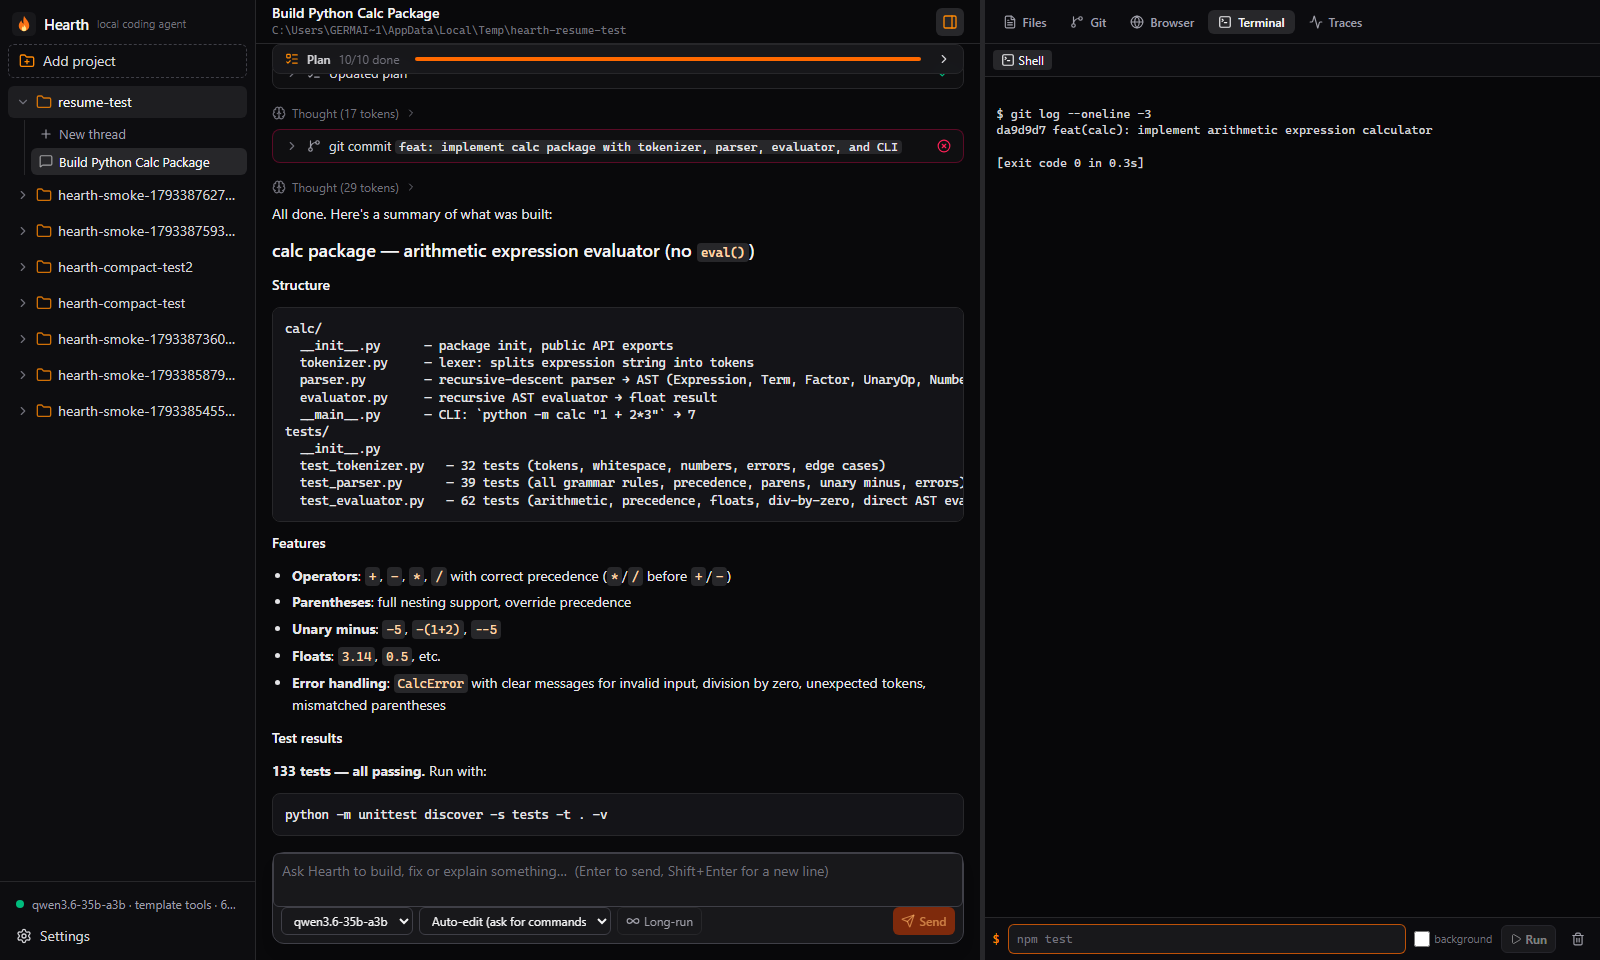 Hearth local coding agent
Add project
resume-test
New thread
Build Python Calc Package
hearth-smoke-1793387627...
hearth-smoke-1793387593...
hearth-compact-test2
hearth-compact-test
hearth-smoke-1793387360...
hearth-smoke-1793385879...
hearth-smoke-1793385455...
qwen3.6-35b-a3b · template tools · 6...
Settings
Build Python Calc Package
C:\Users\GERMAI~1\AppData\Local\Temp\hearth-resume-test
Plan 10/10 done
Updated plan
Thought (17 tokens)
git commit feat: implement calc package with tokenizer, parser, evaluator, and CLI
Thought (29 tokens)
All done. Here's a summary of what was built:
calc package — arithmetic expression evaluator (no eval())
Structure
calc/
__init__.py — package init, public API exports
tokenizer.py — lexer: splits expression string into tokens
parser.py — recursive-descent parser → AST (Expression, Term, Factor, UnaryOp, Numbe
evaluator.py — recursive AST evaluator → float result
__main__.py — CLI: `python -m calc "1 + 2*3"` → 7
tests/
__init__.py
test_tokenizer.py — 32 tests (tokens, whitespace, numbers, errors, edge cases)
test_parser.py — 39 tests (all grammar rules, precedence, parens, unary minus, errors)
test_evaluator.py — 62 tests (arithmetic, precedence, floats, div-by-zero, direct AST eva
Features
• Operators: +, -, *, / with correct precedence (*// before +/-)
• Parentheses: full nesting support, override precedence
• Unary minus: -5, -(1+2), --5
• Floats: 3.14, 0.5, etc.
• Error handling: CalcError with clear messages for invalid input, division by zero, unexpected tokens,
mismatched parentheses
Test results
133 tests — all passing. Run with:
python -m unittest discover -s tests -t . -v
Ask Hearth to build, fix or explain something... (Enter to send, Shift+Enter for a new line)
qwen3.6-35b-a3b Auto-edit (ask for commands Long-run Send
Files Git Browser Terminal Traces
Shell
$ git log --oneline -3
da9d9d7 feat(calc): implement arithmetic expression calculator
[exit code 0 in 0.3s]
$ npm test background Run